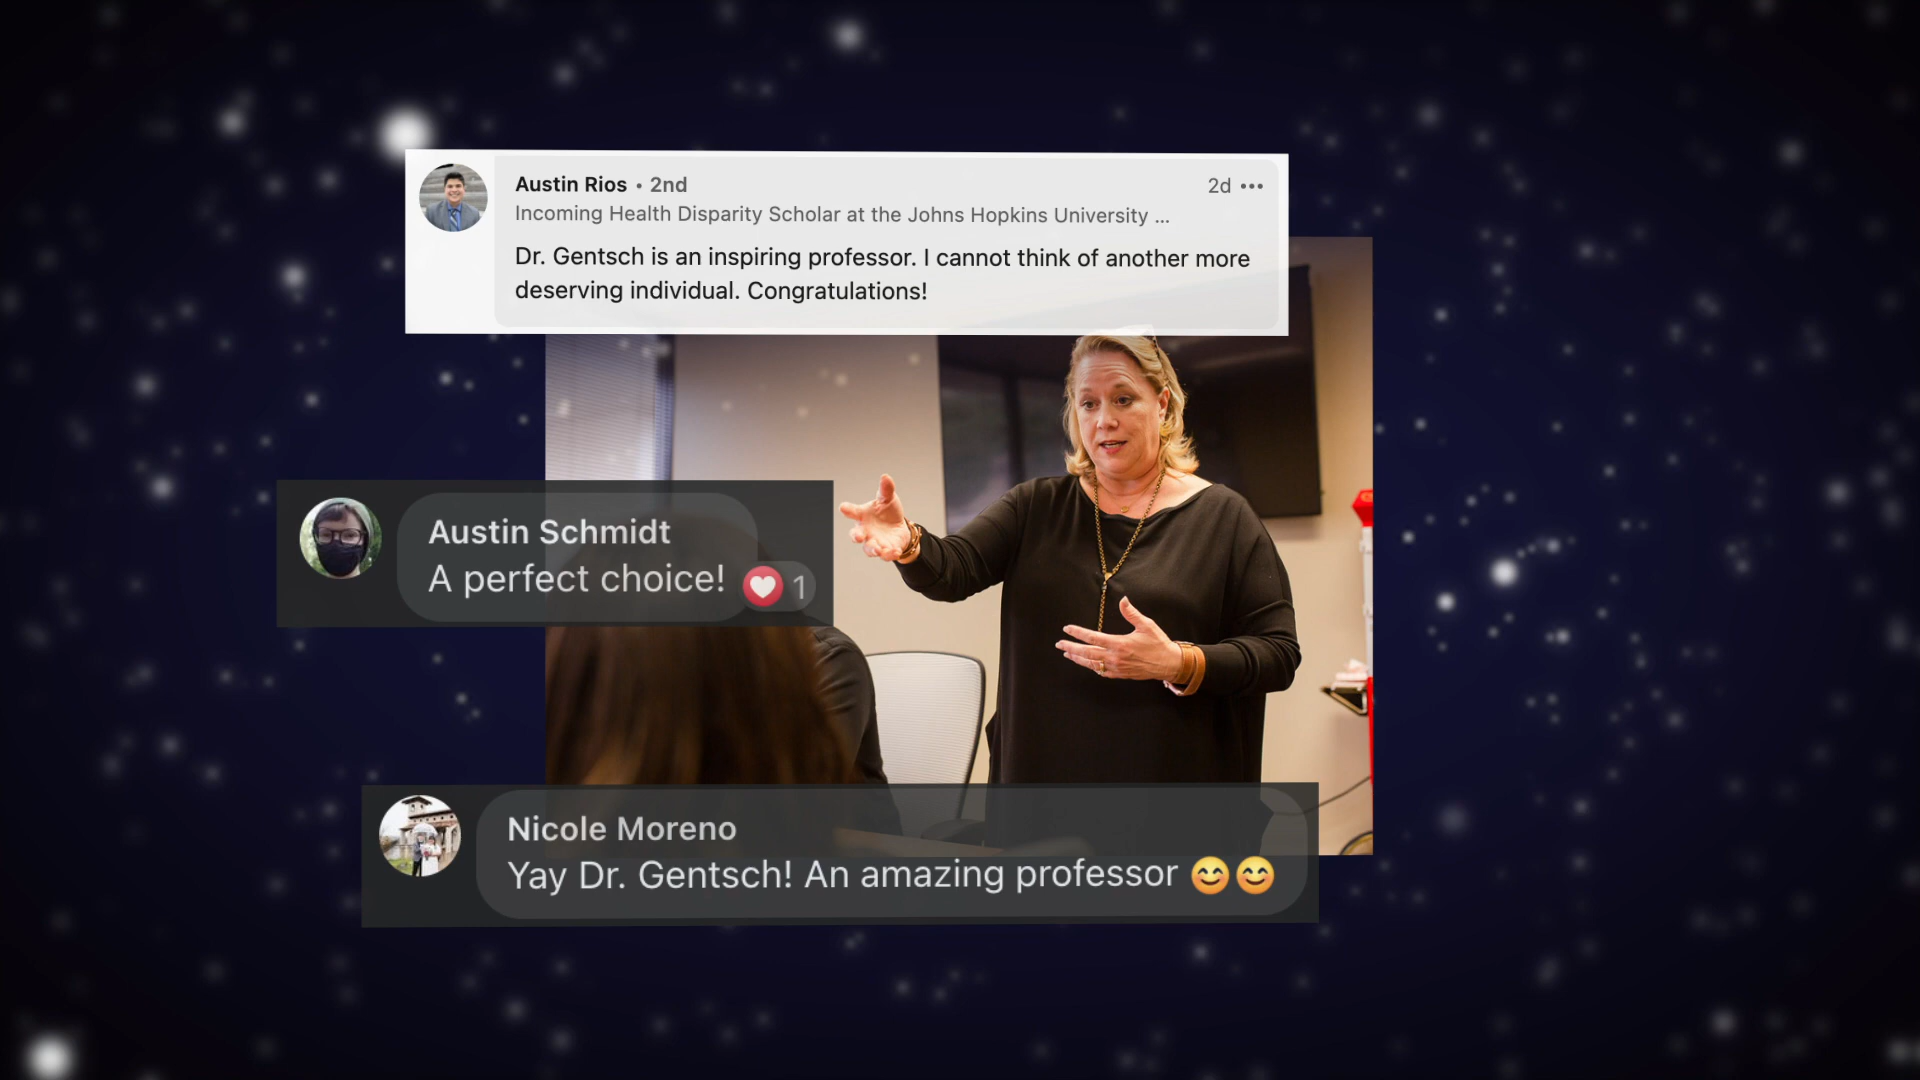 Austin Rios • 2nd
2d •••
Incoming Health Disparity Scholar at the Johns Hopkins University ...
Dr. Gentsch is an inspiring professor. I cannot think of another more
deserving individual. Congratulations!
Austin Schmidt
A perfect choice!
1
Nicole Moreno
Yay Dr. Gentsch! An amazing professor 😊😊